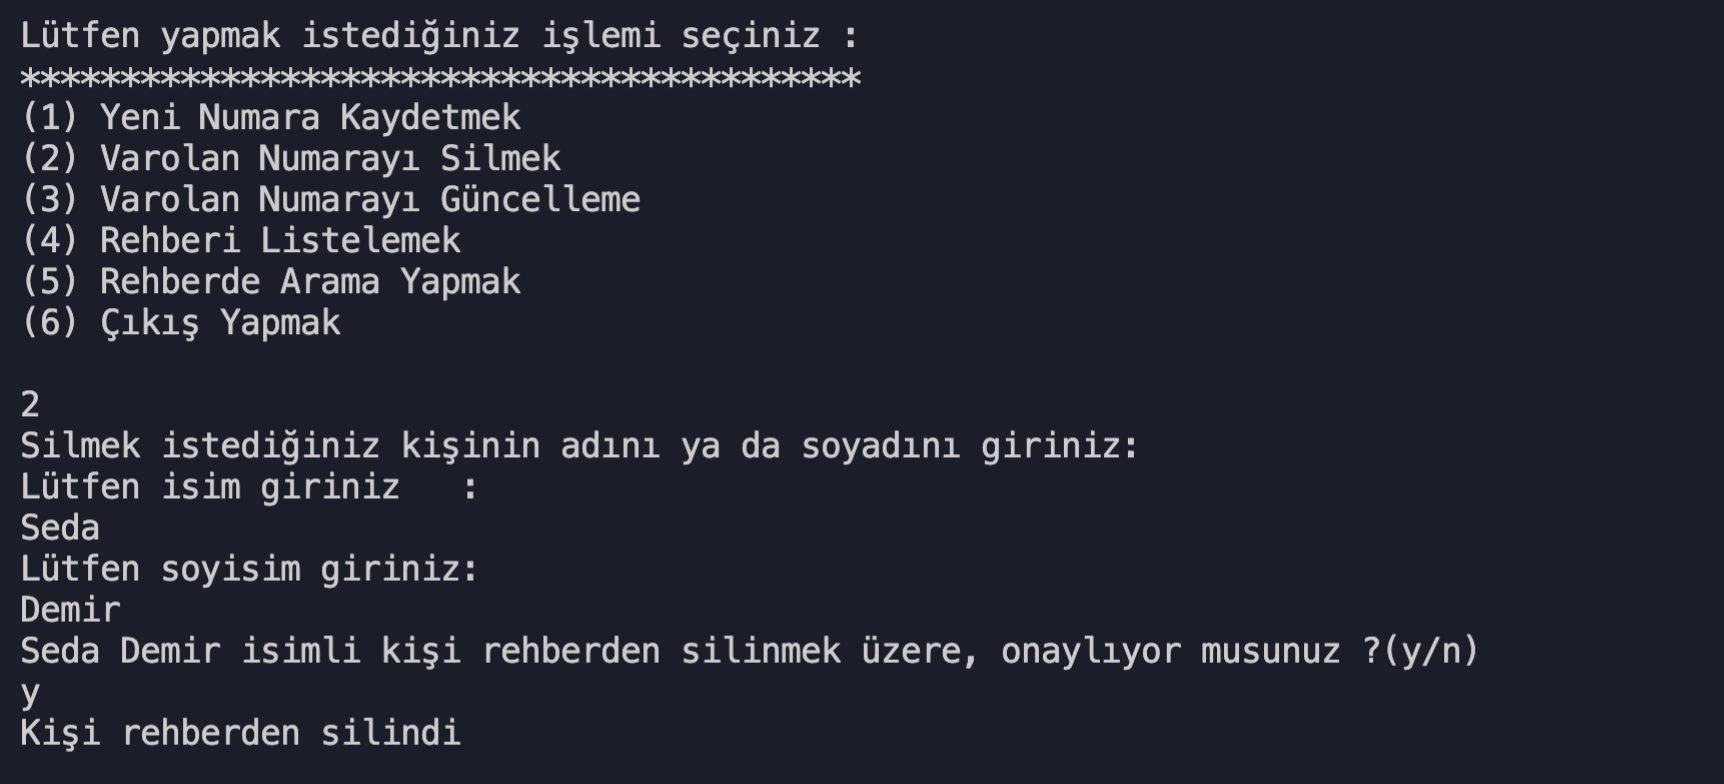 Lütfen yapmak istediğiniz işlemi seçiniz :
******************************************
(1) Yeni Numara Kaydetmek
(2) Varolan Numarayı Silmek
(3) Varolan Numarayı Güncelleme
(4) Rehberi Listelemek
(5) Rehberde Arama Yapmak
(6) Çıkış Yapmak
2
Silmek istediğiniz kişinin adını ya da soyadını giriniz:
Lütfen isim giriniz   :
Seda
Lütfen soyisim giriniz:
Demir
Seda Demir isimli kişi rehberden silinmek üzere, onaylıyor musunuz ?(y/n)
y
Kişi rehberden silindi